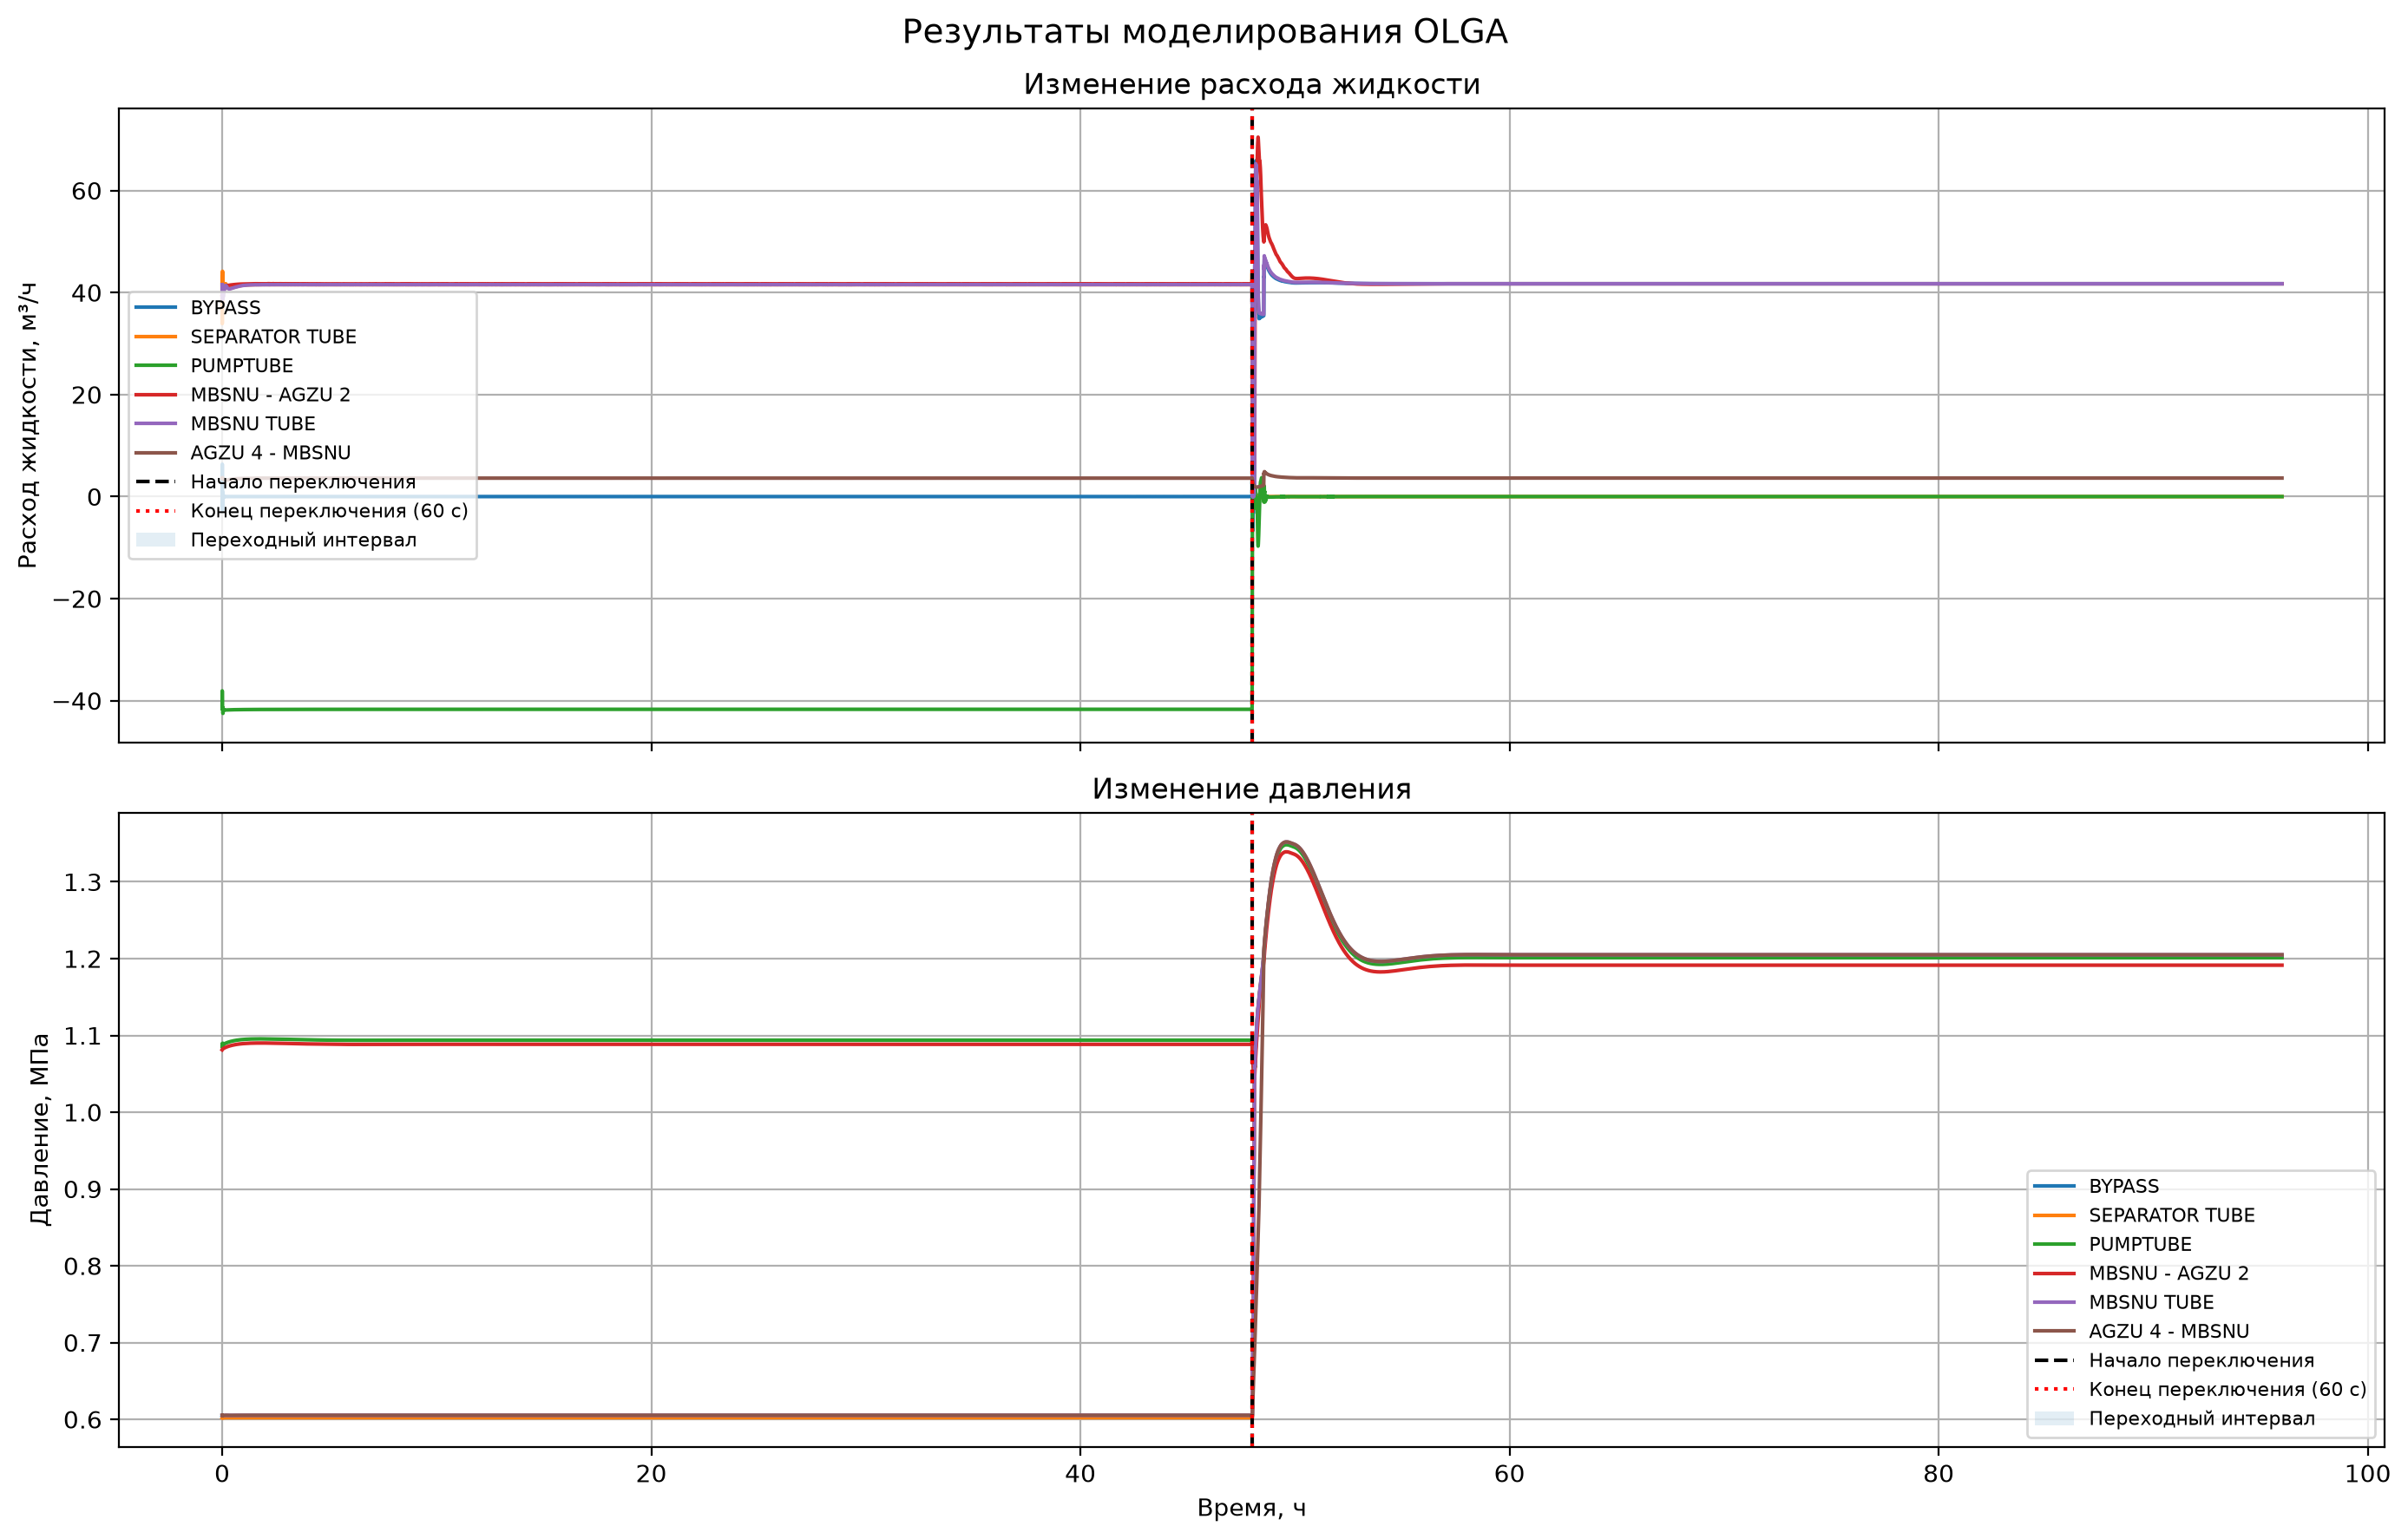 Результаты моделирования OLGA
Изменение расхода жидкости
Расход жидкости, м³/ч
60
40
20
0
−20
−40
BYPASS
SEPARATOR TUBE
PUMPTUBE
MBSNU - AGZU 2
MBSNU TUBE
AGZU 4 - MBSNU
Начало переключения
Конец переключения (60 с)
Переходный интервал
Изменение давления
Давление, МПа
1.3
1.2
1.1
1.0
0.9
0.8
0.7
0.6
BYPASS
SEPARATOR TUBE
PUMPTUBE
MBSNU - AGZU 2
MBSNU TUBE
AGZU 4 - MBSNU
Начало переключения
Конец переключения (60 с)
Переходный интервал
0 20 40 60 80 100
Время, ч